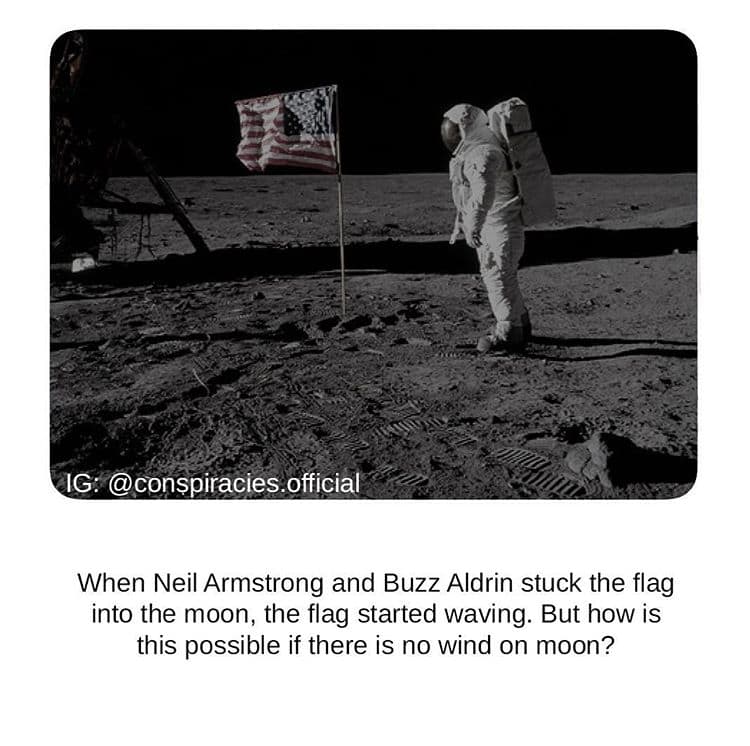 IG: @conspiracies.official
When Neil Armstrong and Buzz Aldrin stuck the flag
into the moon, the flag started waving. But how is
this possible if there is no wind on moon?